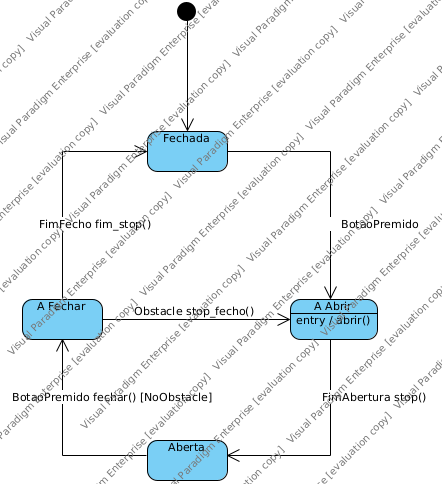 Fechada
FimFecho fim_stop()
BotaoPremido
A Fechar
Obstacle stop_fecho()
A Abrir
entry / abrir()
BotaoPremido fechar() [NoObstacle]
FimAbertura stop()
Aberta
Visual Paradigm Enterprise [evaluation copy]